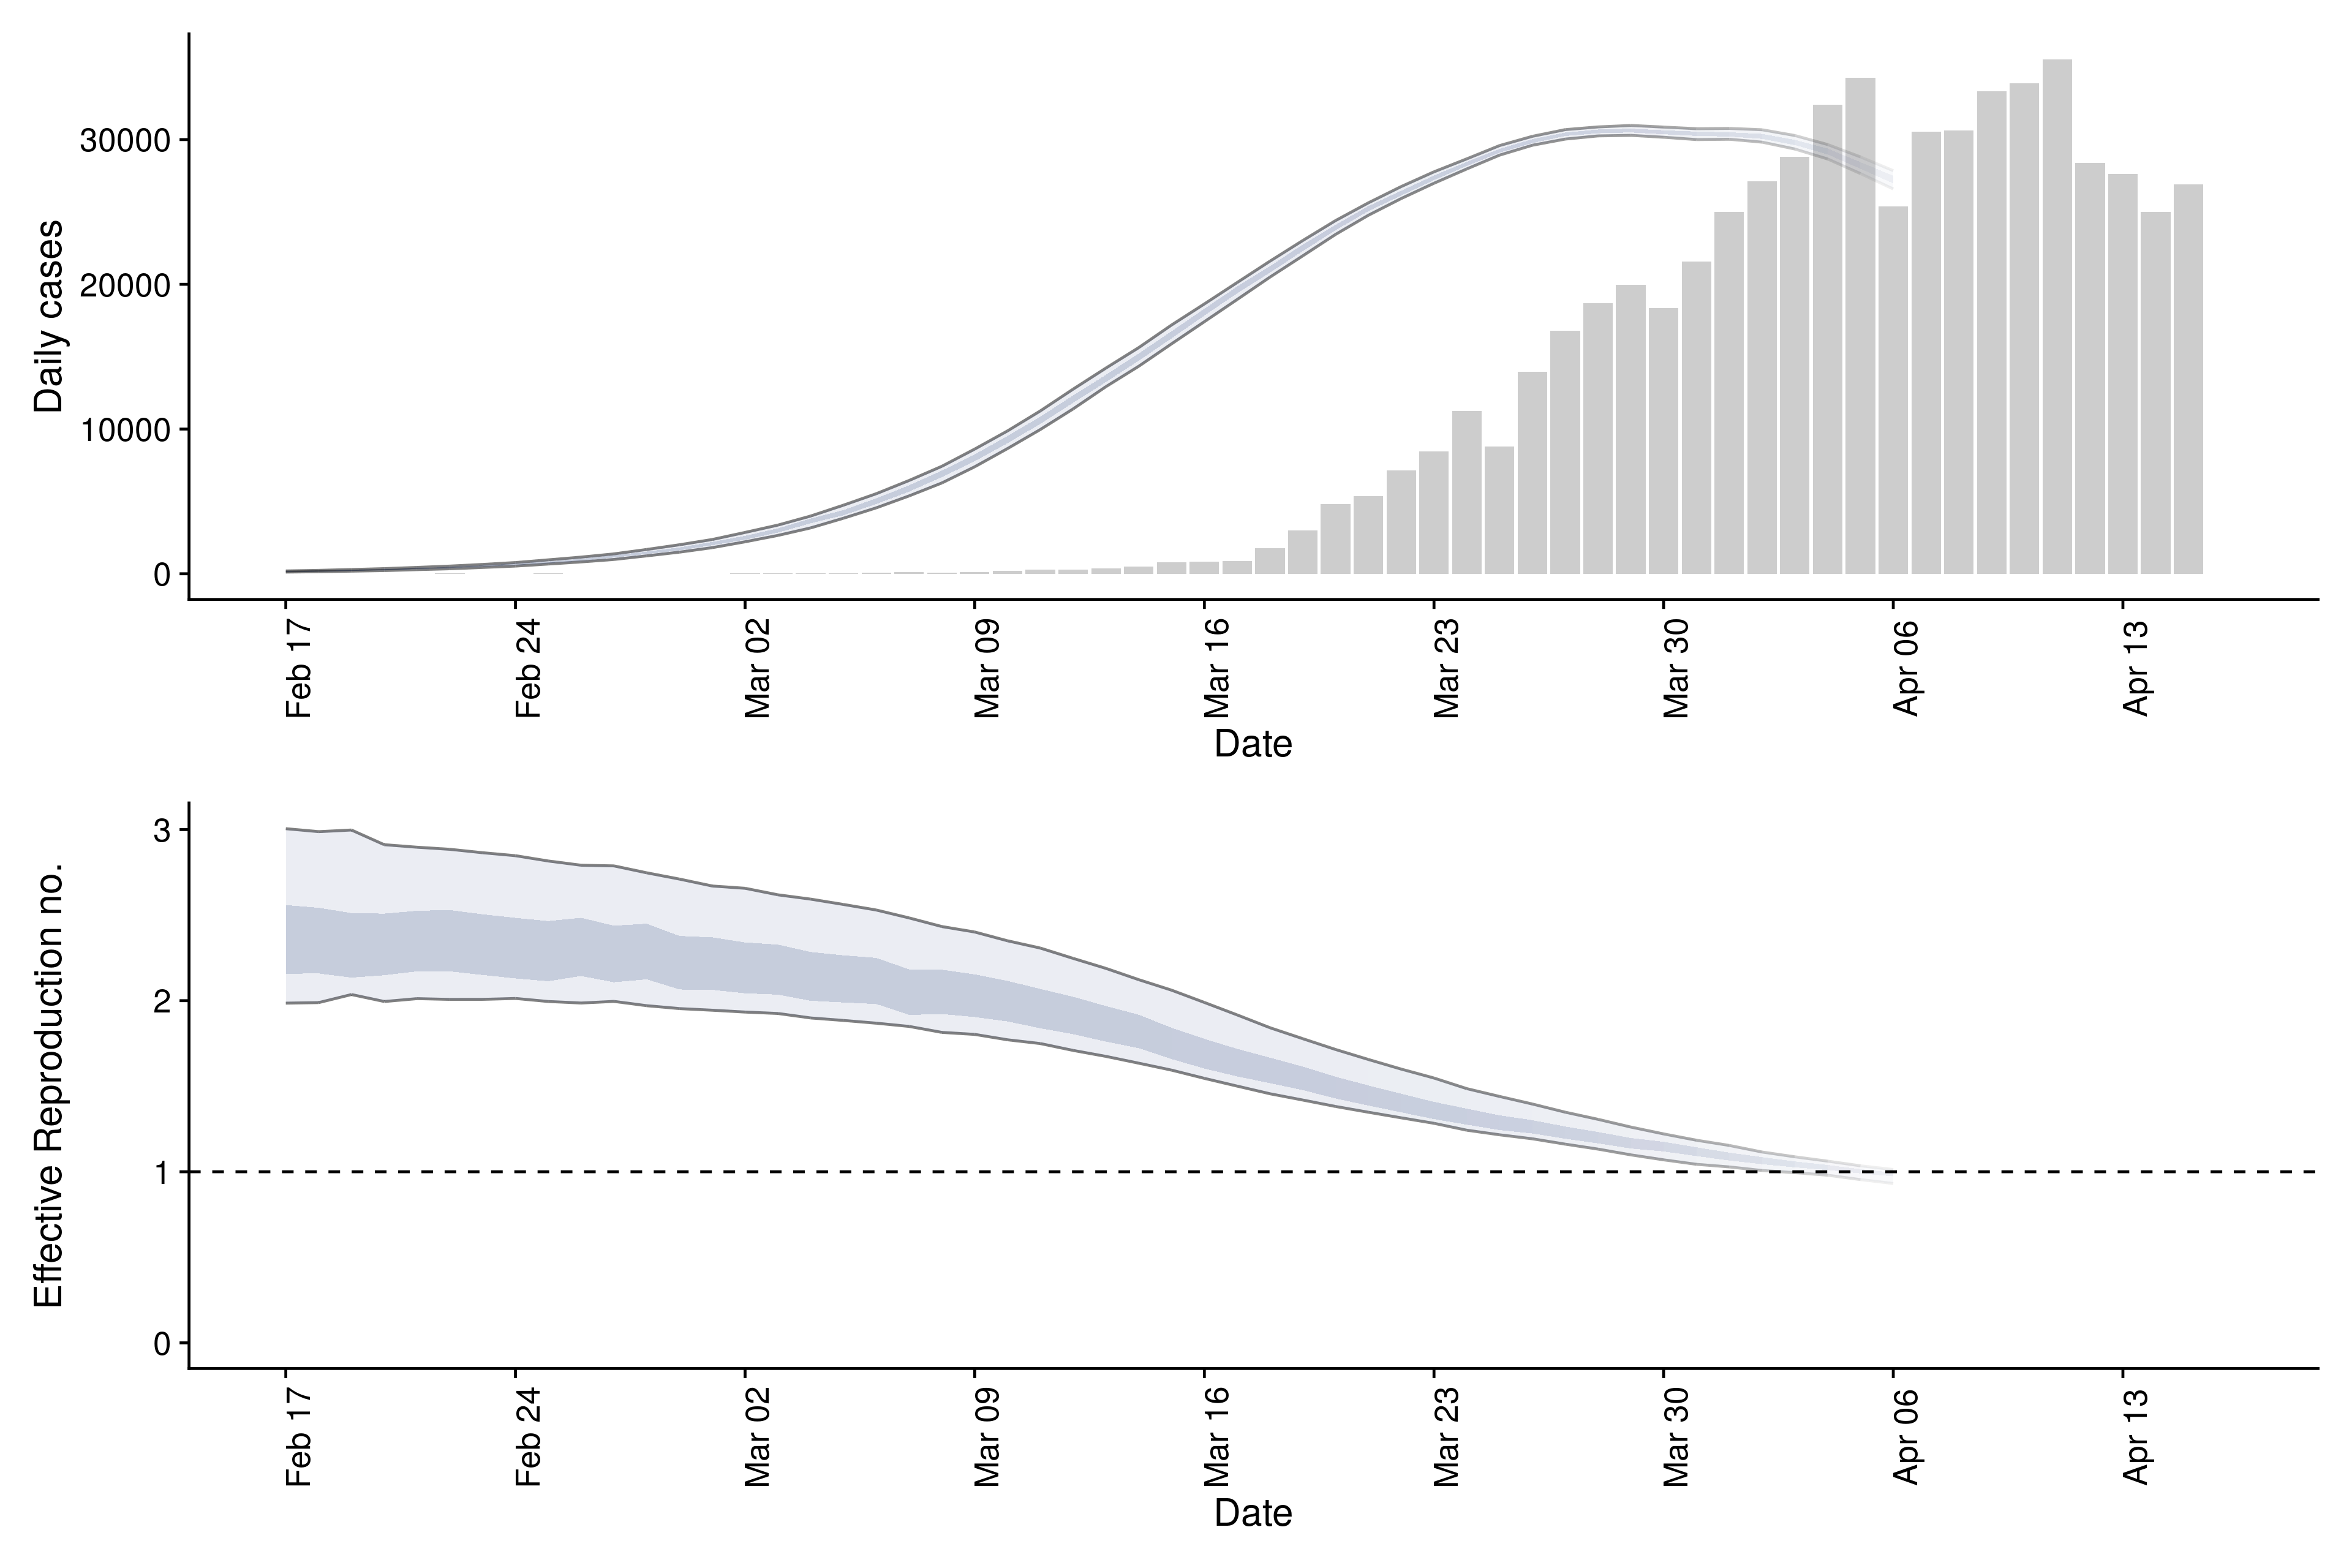 Daily cases
30000
20000
10000
0
Feb 17
Feb 24
Mar 02
Mar 09
Mar 16
Mar 23
Mar 30
Apr 06
Apr 13
Date
Effective Reproduction no.
3
2
1
0
Feb 17
Feb 24
Mar 02
Mar 09
Mar 16
Mar 23
Mar 30
Apr 06
Apr 13
Date